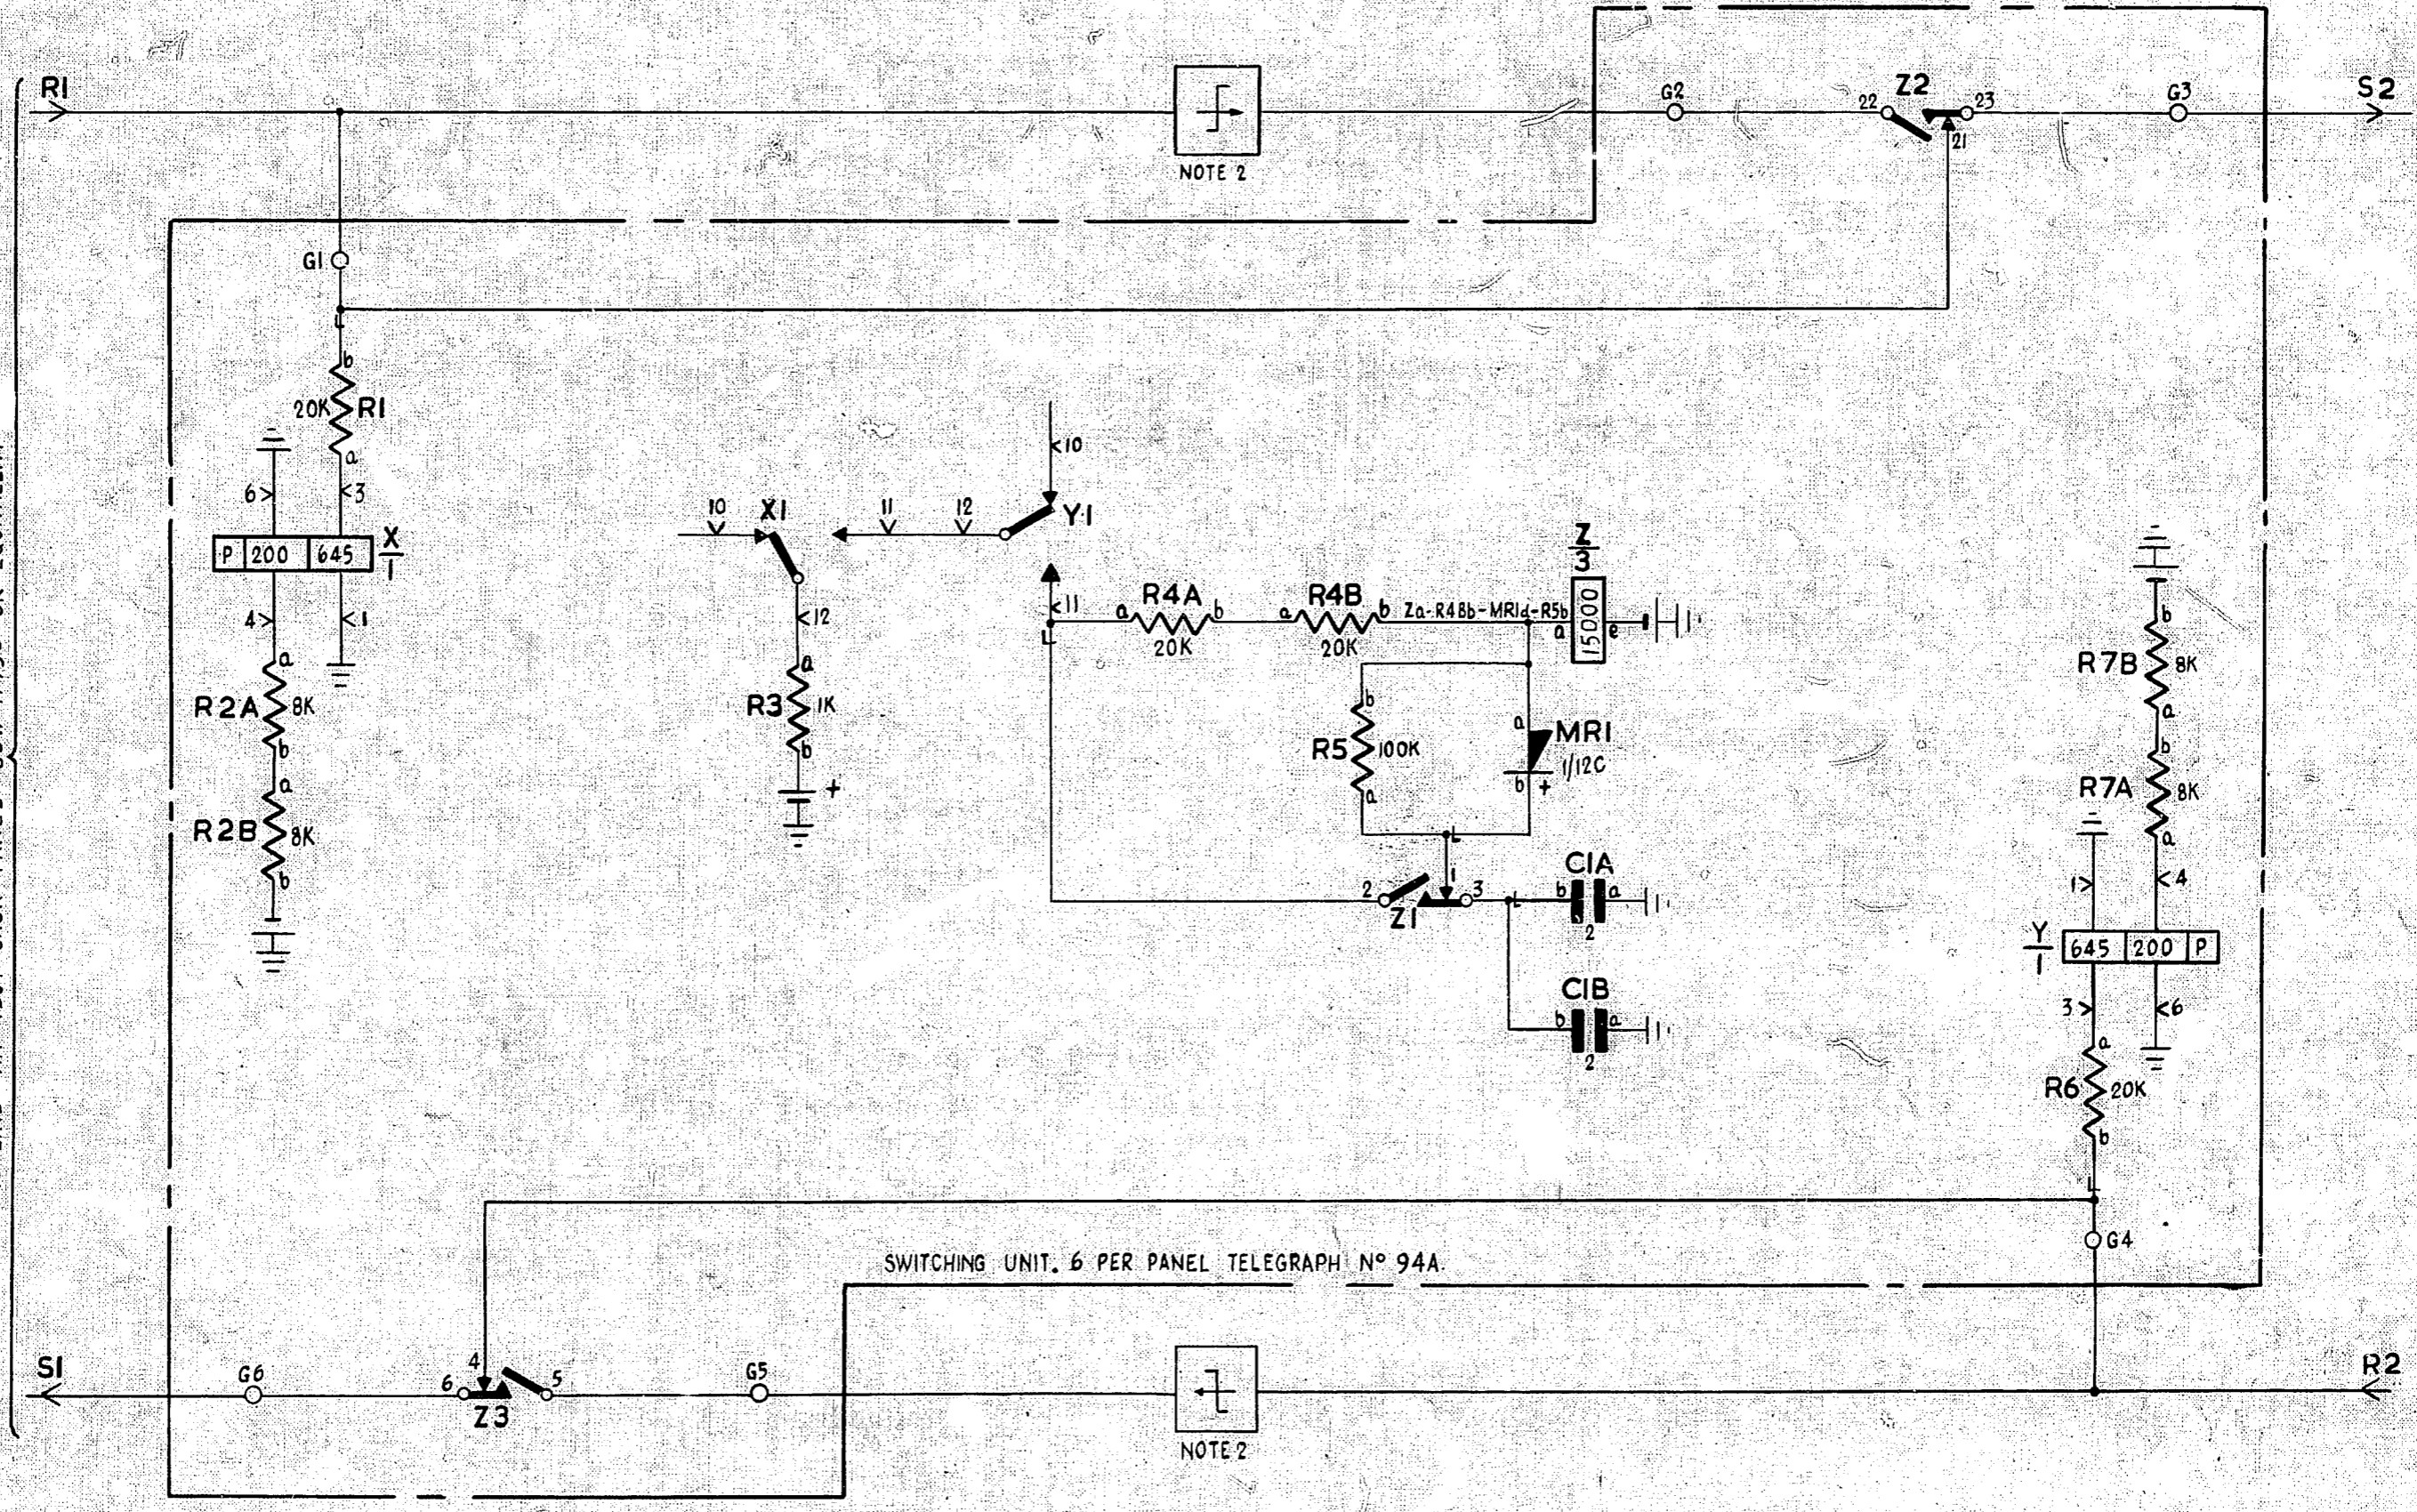 R1
NOTE 2
G2
22
Z2
23
21
G3
S2
G1
L
b
20K
R1
a
6
3
P
200
645
X
1
4
1
a
R2A
8K
b
a
R2B
8K
b
10
X1
11
12
10
Y1
12
a
R3
1K
b
+
11
L
a
R4A
b
20K
a
R4B
b
20K
Za-R4Bb-MR1a-R5b
Z
3
a
15000
e
b
R5
100K
a
a
MR1
1/12C
b
+
L
1
2
3
Z1
L
C1A
b
a
2
C1B
b
a
2
b
R7B
8K
a
b
R7A
8K
a
1
4
Y
1
645
200
P
3
6
a
R6
20K
b
L
G4
SWITCHING UNIT. 6 PER PANEL TELEGRAPH Nº 94A.
S1
G6
4
6
5
Z3
G5
NOTE 2
R2